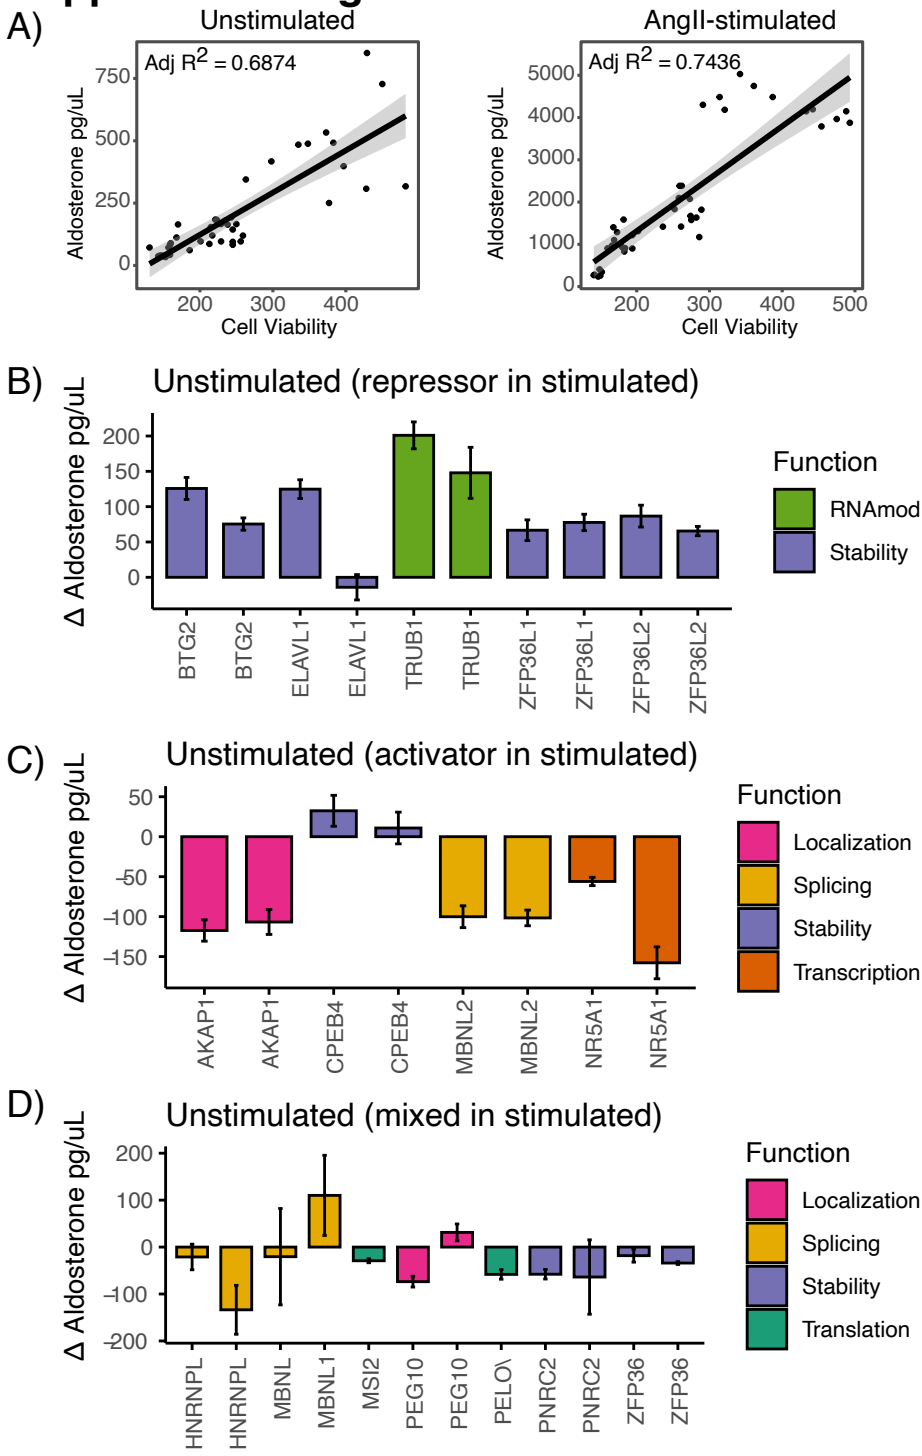 A)
Unstimulated
AngII-stimulated
Adj R2 = 0.6874
Aldosterone pg/uL
750
500
250
0
200 300 400
Cell Viability
Adj R2 = 0.7436
Aldosterone pg/uL
5000
4000
3000
2000
1000
0
200 300 400 500
Cell Viability
B)
Unstimulated (repressor in stimulated)
Δ Aldosterone pg/uL
200
150
100
50
0
BTG2 BTG2 ELAVL1 ELAVL1 TRUB1 TRUB1 ZFP36L1 ZFP36L1 ZFP36L2 ZFP36L2
Function
RNAmod
Stability
C)
Unstimulated (activator in stimulated)
Δ Aldosterone pg/uL
50
0
−50
−100
−150
AKAP1 AKAP1 CPEB4 CPEB4 MBNL2 MBNL2 NR5A1 NR5A1
Function
Localization
Splicing
Stability
Transcription
D)
Unstimulated (mixed in stimulated)
Δ Aldosterone pg/uL
200
100
0
−100
−200
HNRNPL HNRNPL MBNL MBNL1 MSI2 PEG10 PEG10 PELO\ PNRC2 PNRC2 ZFP36 ZFP36
Function
Localization
Splicing
Stability
Translation